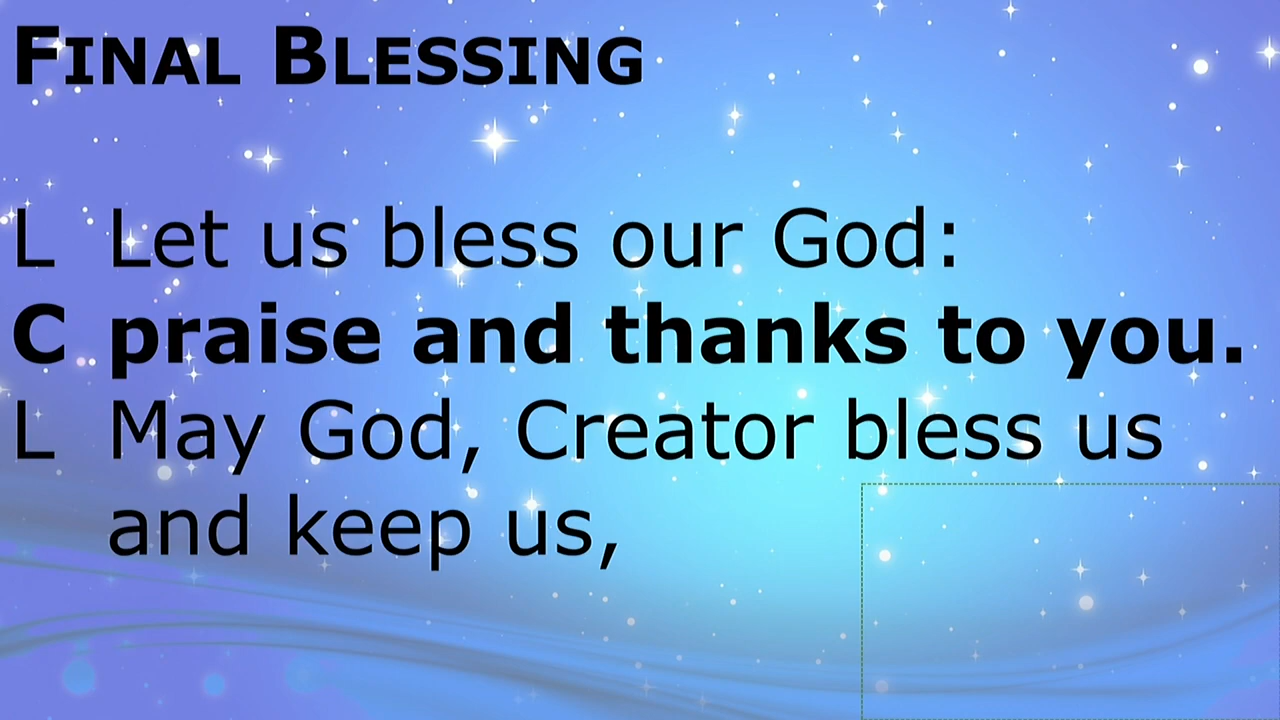 FINAL BLESSING
L Let us bless our God:
C praise and thanks to you.
L May God, Creator bless us
and keep us,